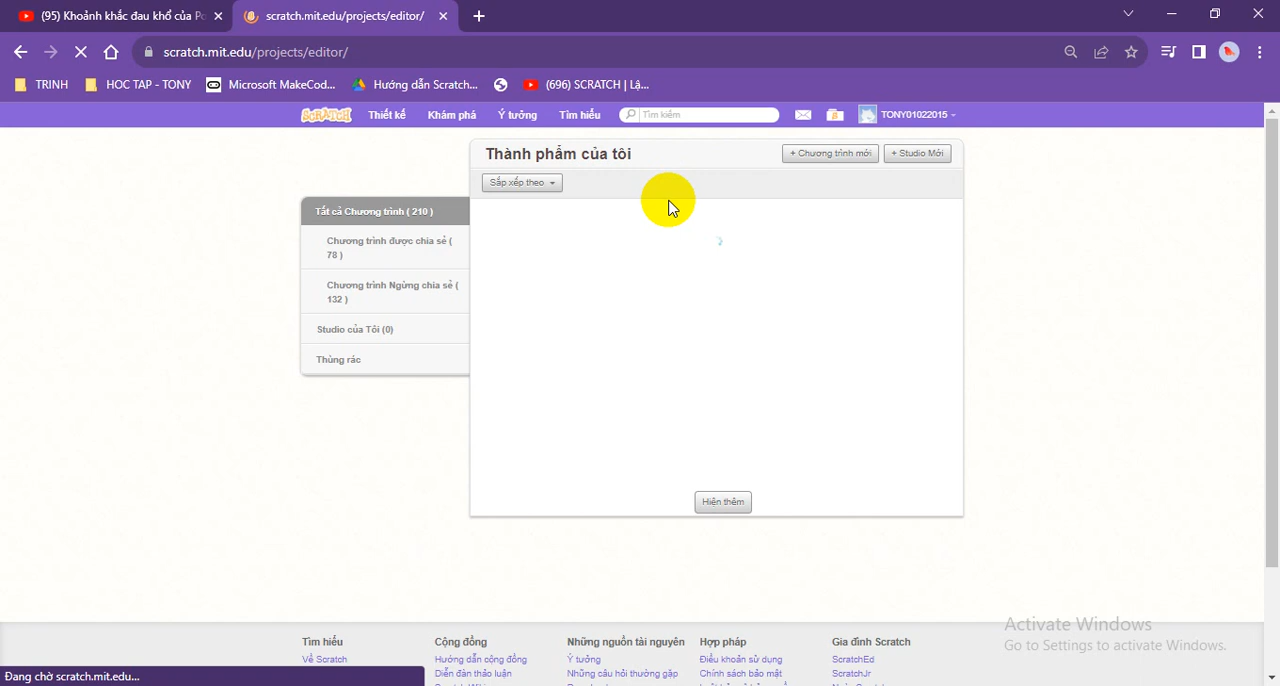 (95) Khoảnh khắc đau khổ của Po
scratch.mit.edu/projects/editor/
scratch.mit.edu/projects/editor/
TRINH
HOC TAP - TONY
Microsoft MakeCod...
Hướng dẫn Scratch...
(696) SCRATCH | Lậ...
SCRATCH
Thiết kế
Khám phá
Ý tưởng
Tìm hiểu
Tìm kiếm
TONY01022015
Thành phẩm của tôi
+ Chương trình mới
+ Studio Mới
Sắp xếp theo
Tất cả Chương trình ( 210 )
Chương trình được chia sẻ (
78 )
Chương trình Ngừng chia sẻ (
132 )
Studio của Tôi (0)
Thùng rác
Hiện thêm
Activate Windows
Go to Settings to activate Windows.
Tìm hiểu
Cộng đồng
Những nguồn tài nguyên
Hợp pháp
Gia đình Scratch
Về Scratch
Hướng dẫn cộng đồng
Ý tưởng
Điều khoản sử dụng
ScratchEd
Diễn đàn thảo luận
Những câu hỏi thường gặp
Chính sách bảo mật
ScratchJr
Đang chờ scratch.mit.edu...